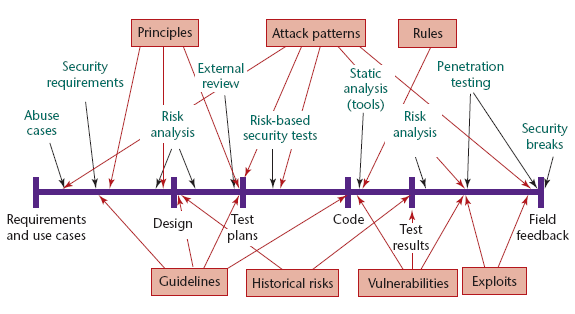 Principles
Attack patterns
Rules
Security
requirements
External
review
Static
analysis
(tools)
Penetration
testing
Abuse
cases
Risk
analysis
Risk-based
security tests
Risk
analysis
Security
breaks
Requirements
and use cases
Design
Test
plans
Code
Test
results
Field
feedback
Guidelines
Historical risks
Vulnerabilities
Exploits